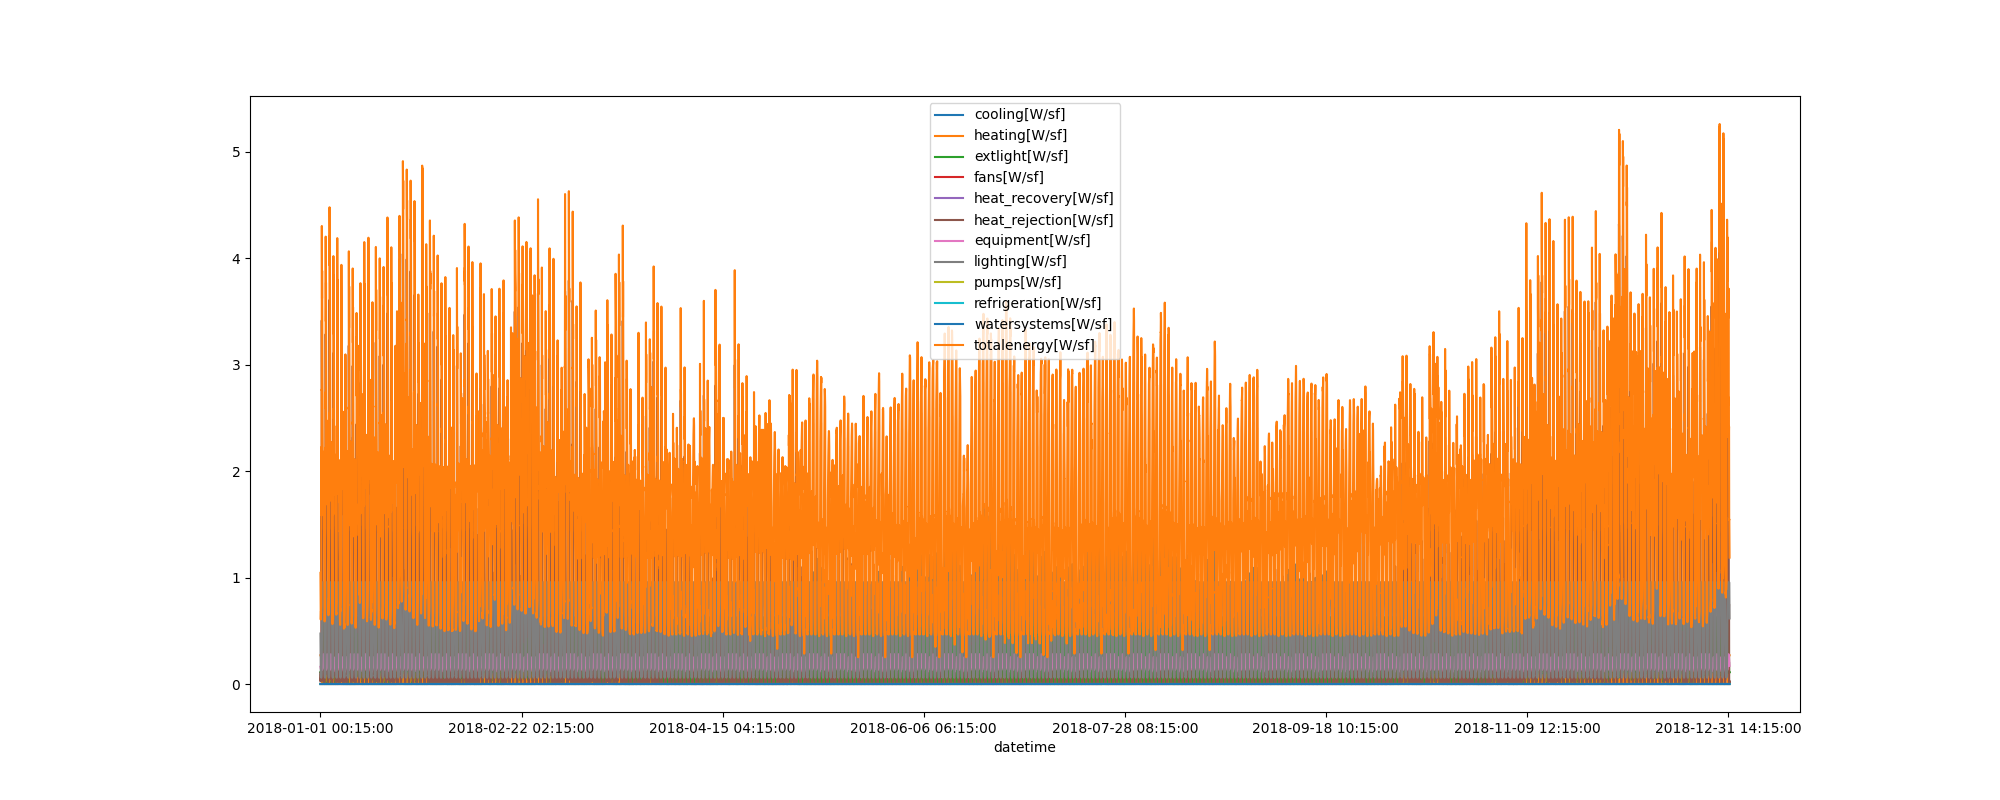 cooling[W/sf]
heating[W/sf]
extlight[W/sf]
fans[W/sf]
heat_recovery[W/sf]
heat_rejection[W/sf]
equipment[W/sf]
lighting[W/sf]
pumps[W/sf]
refrigeration[W/sf]
watersystems[W/sf]
totalenergy[W/sf]
5
4
3
2
1
0
2018-01-01 00:15:00 2018-02-22 02:15:00 2018-04-15 04:15:00 2018-06-06 06:15:00 2018-07-28 08:15:00 2018-09-18 10:15:00 2018-11-09 12:15:00 2018-12-31 14:15:00
datetime